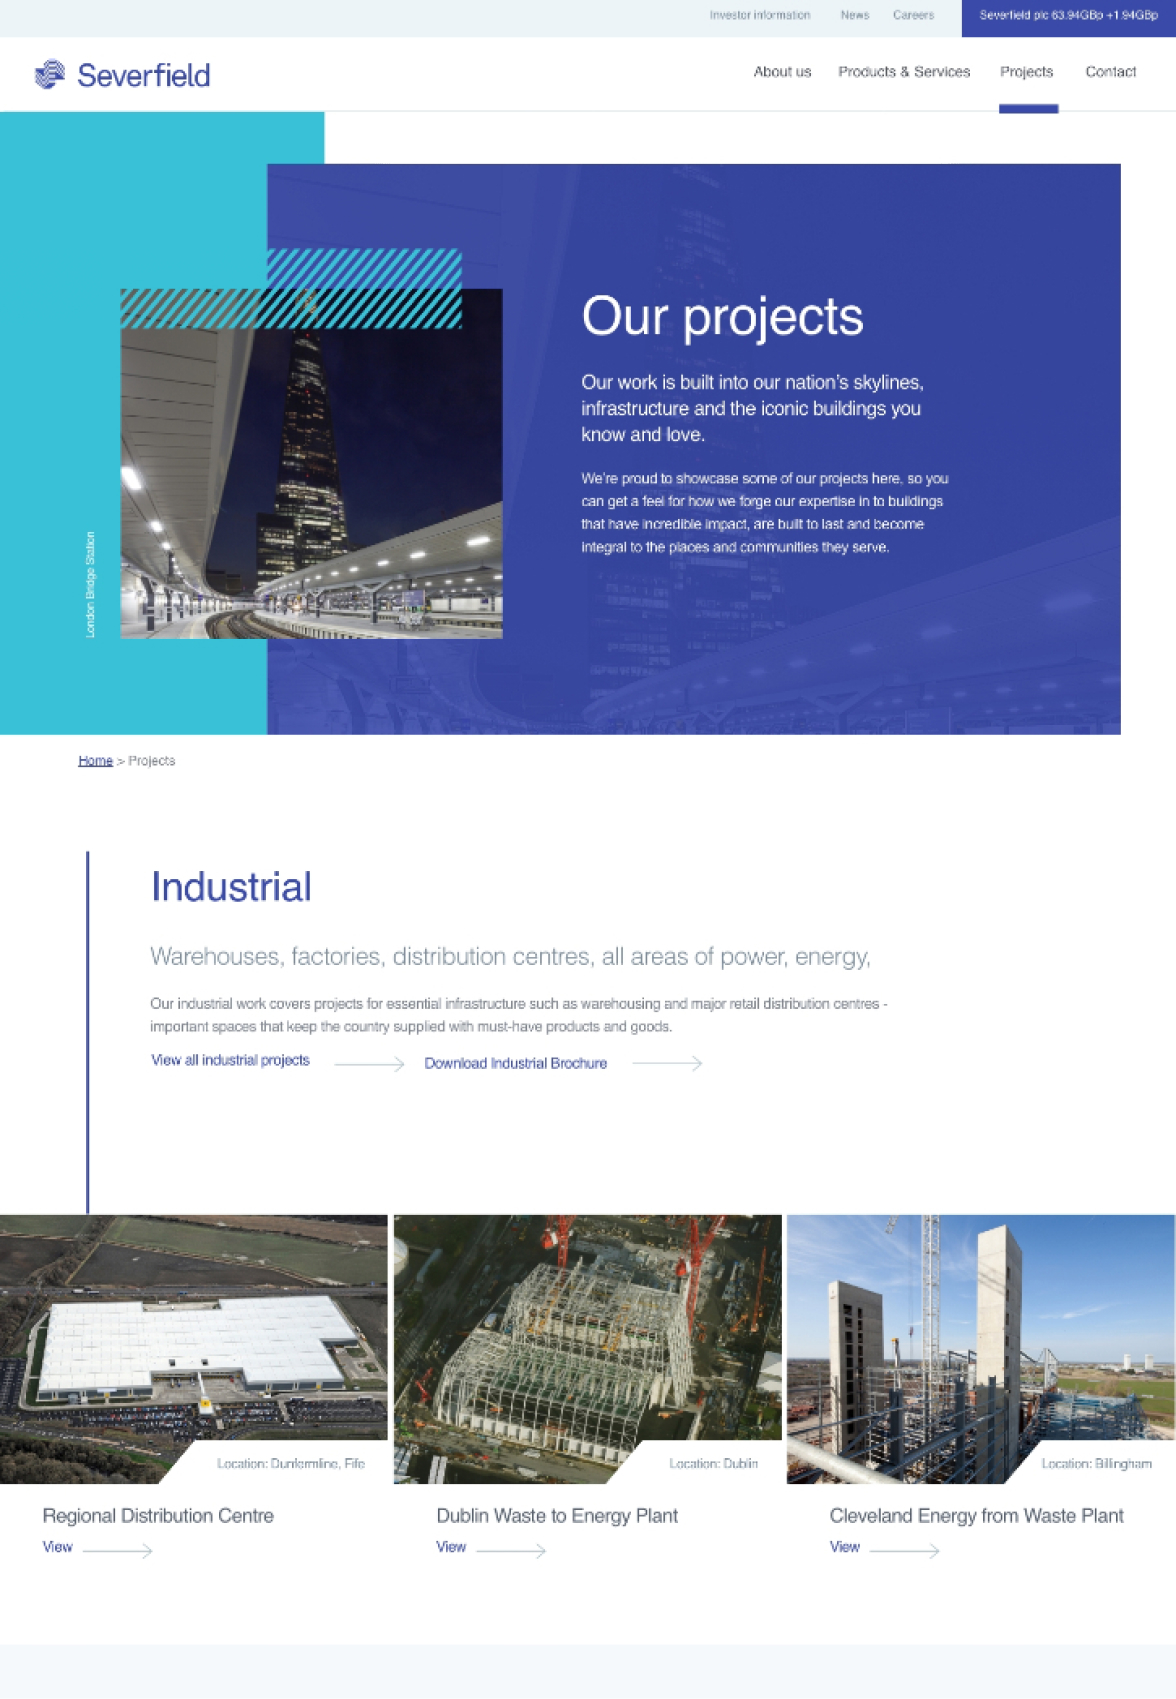 Investor information News Careers Severfield plc 63.94GBp +1.94GBp
Severfield About us Products & Services Projects Contact
Our projects
Our work is built into our nation's skylines,
infrastructure and the iconic buildings you
know and love.
We're proud to showcase some of our projects here, so you
can get a feel for how we forge our expertise in to buildings
that have incredible impact, are built to last and become
integral to the places and communities they serve.
London Bridge Station
Home > Projects
Industrial
Warehouses, factories, distribution centres, all areas of power, energy,
Our industrial work covers projects for essential infrastructure such as warehousing and major retail distribution centres -
important spaces that keep the country supplied with must-have products and goods.
View all industrial projects Download Industrial Brochure
Location: Dunfermline, Fife
Regional Distribution Centre
View
Location: Dublin
Dublin Waste to Energy Plant
View
Location: Billingham
Cleveland Energy from Waste Plant
View